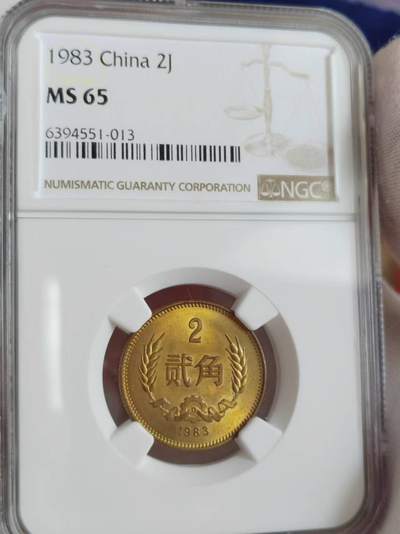 1983 China 2J
MS 65
6394551-013
NUMISMATIC GUARANTY CORPORATION
NGC®
2
贰角
1983